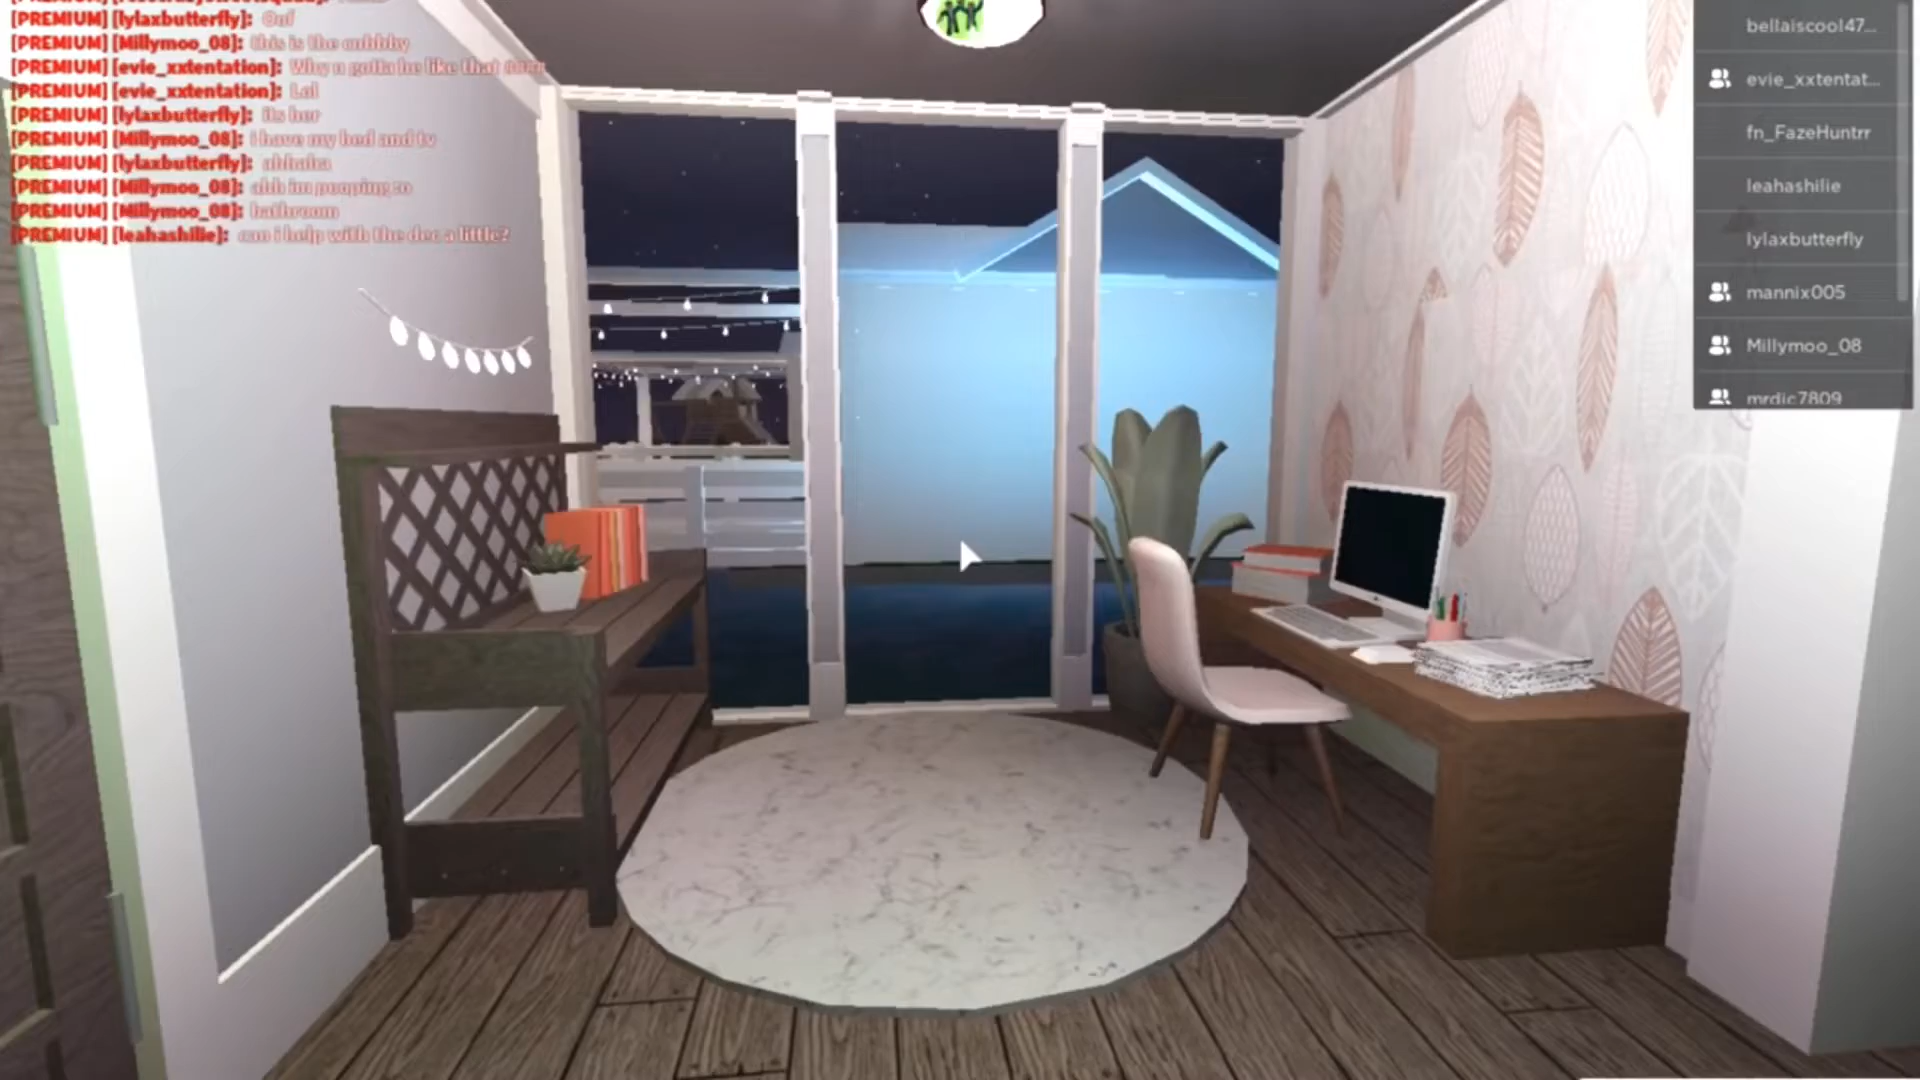 [PREMIUM] [lylaxbutterfly]: Oof
[PREMIUM] [Millymoo_08]: this is the cubbby
[PREMIUM] [evie_xxtentation]: Why u gotta be like that
[PREMIUM] [evie_xxtentation]: Lol
[PREMIUM] [lylaxbutterfly]: its her
[PREMIUM] [Millymoo_08]: i have my bed and tv
[PREMIUM] [lylaxbutterfly]: ahhaha
[PREMIUM] [Millymoo_08]: ahh im pooping
[PREMIUM] [Millymoo_08]: bathroom
[PREMIUM] [leahashilie]: can i help with the dec a little?
bellaiscool47...
evie_xxtentat...
fn_FazeHuntrr
leahashilie
lylaxbutterfly
mannix005
Millymoo_08
mrdic7809